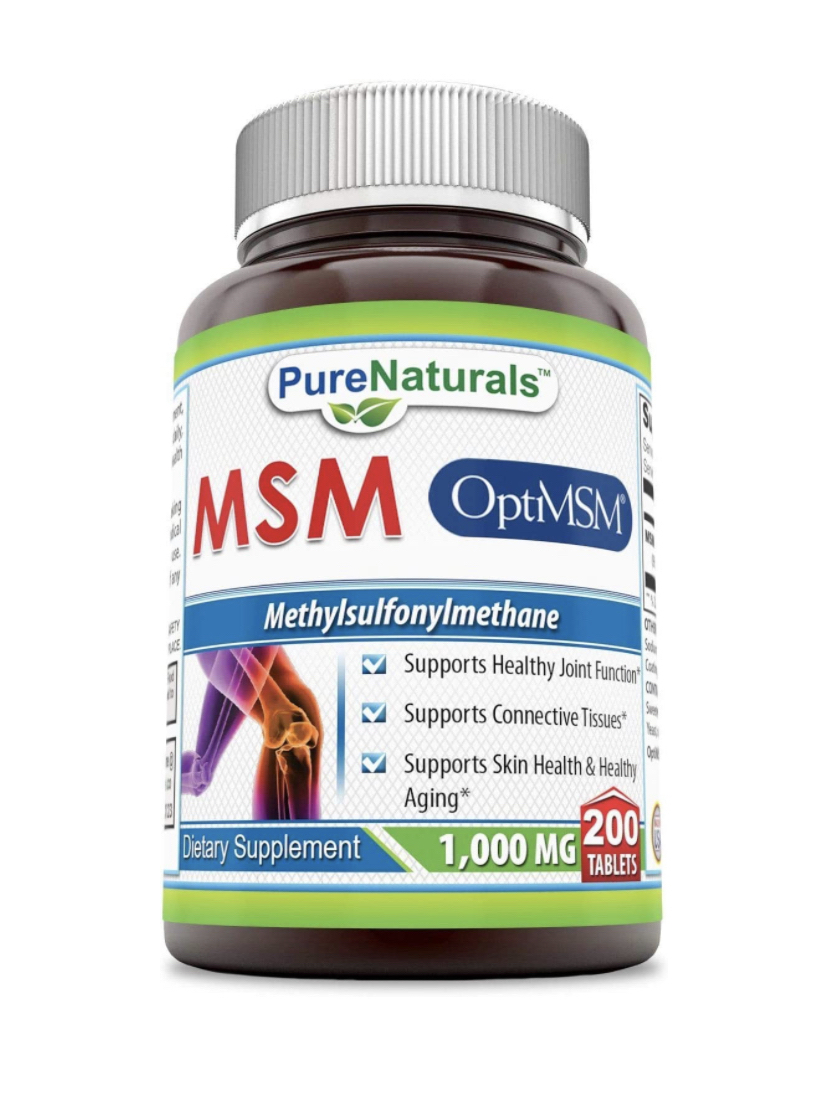 PureNaturals™
MSM
OptiMSM®
Methylsulfonylmethane
Supports Healthy Joint Function*
Supports Connective Tissues*
Supports Skin Health & Healthy
Aging*
Dietary Supplement
1,000 MG
200
TABLETS